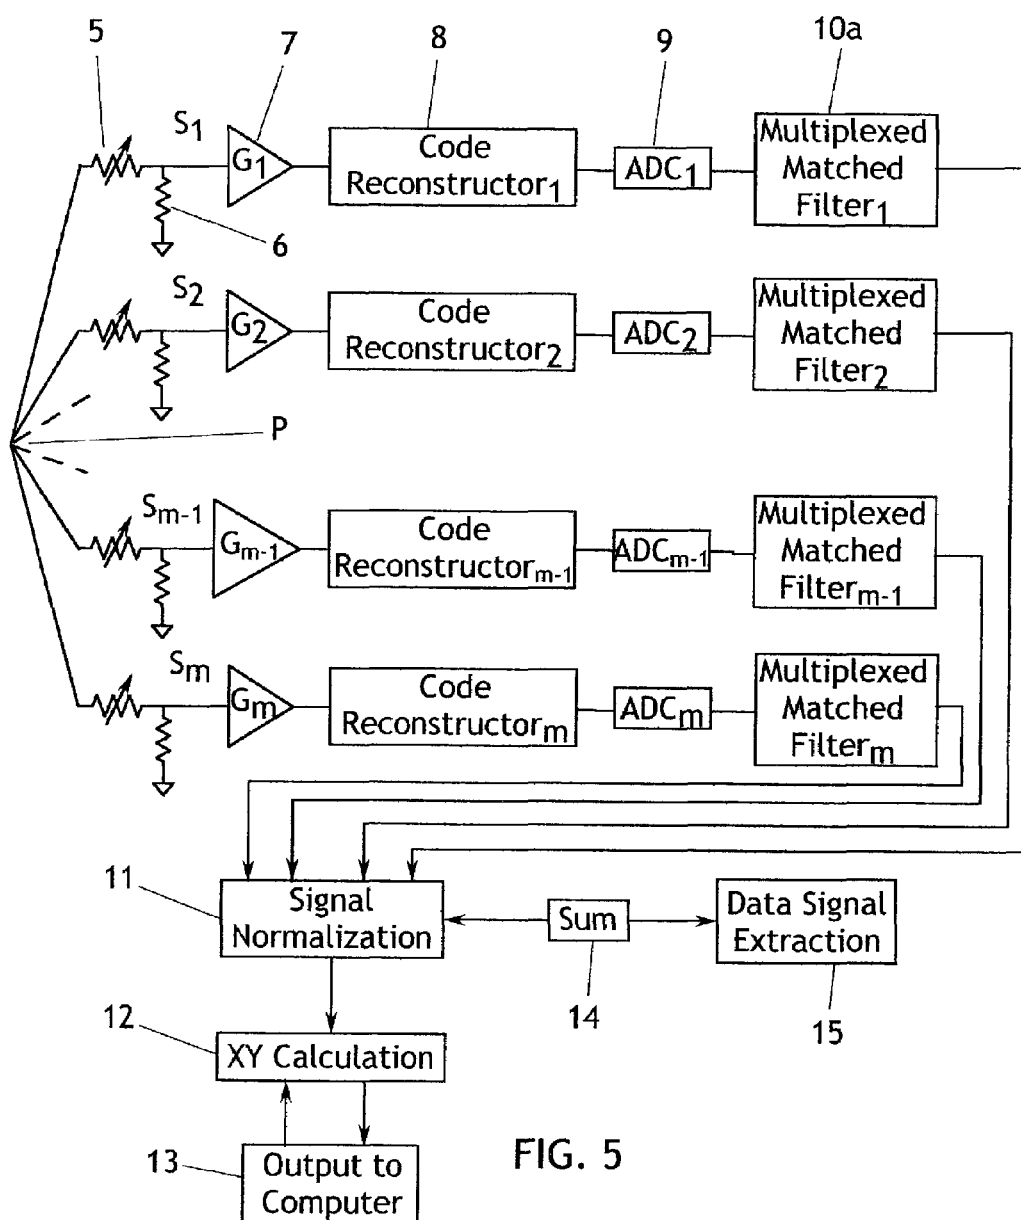 5
7
8
9
10a
S1
G1
Code
Reconstructor1
ADC1
Multiplexed
Matched
Filter1
6
S2
G2
Code
Reconstructor2
ADC2
Multiplexed
Matched
Filter2
P
Sm-1
Gm-1
Code
Reconstructorm-1
ADCm-1
Multiplexed
Matched
Filterm-1
Sm
Gm
Code
Reconstructorm
ADCm
Multiplexed
Matched
Filterm
11
Signal
Normalization
Sum
Data Signal
Extraction
14
15
12
XY Calculation
13
Output to
Computer
FIG. 5